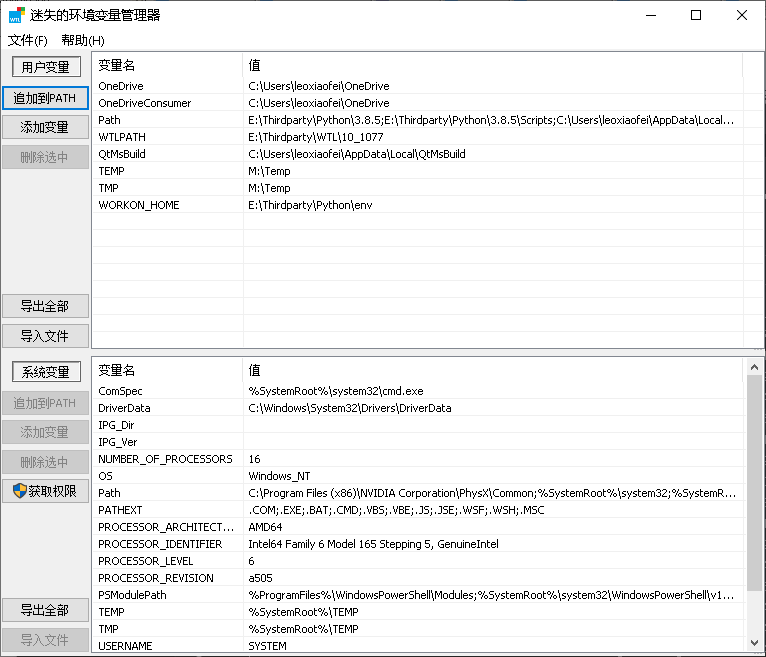 迷失的环境变量管理器
文件(F) 帮助(H)
用户变量
追加到PATH
添加变量
删除选中
导出全部
导入文件
变量名 值
OneDrive C:\Users\leoxiaofei\OneDrive
OneDriveConsumer C:\Users\leoxiaofei\OneDrive
Path E:\Thirdparty\Python\3.8.5;E:\Thirdparty\Python\3.8.5\Scripts;C:\Users\leoxiaofei\AppData\Local...
WTLPATH E:\Thirdparty\WTL\10_1077
QtMsBuild C:\Users\leoxiaofei\AppData\Local\QtMsBuild
TEMP M:\Temp
TMP M:\Temp
WORKON_HOME E:\Thirdparty\Python\env
系统变量
追加到PATH
添加变量
删除选中
获取权限
导出全部
导入文件
变量名 值
ComSpec %SystemRoot%\system32\cmd.exe
DriverData C:\Windows\System32\Drivers\DriverData
IPG_Dir
IPG_Ver
NUMBER_OF_PROCESSORS 16
OS Windows_NT
Path C:\Program Files (x86)\NVIDIA Corporation\PhysX\Common;%SystemRoot%\system32;%SystemR...
PATHEXT .COM;.EXE;.BAT;.CMD;.VBS;.VBE;.JS;.JSE;.WSF;.WSH;.MSC
PROCESSOR_ARCHITECT... AMD64
PROCESSOR_IDENTIFIER Intel64 Family 6 Model 165 Stepping 5, GenuineIntel
PROCESSOR_LEVEL 6
PROCESSOR_REVISION a505
PSModulePath %ProgramFiles%\WindowsPowerShell\Modules;%SystemRoot%\system32\WindowsPowerShell\v1...
TEMP %SystemRoot%\TEMP
TMP %SystemRoot%\TEMP
USERNAME SYSTEM